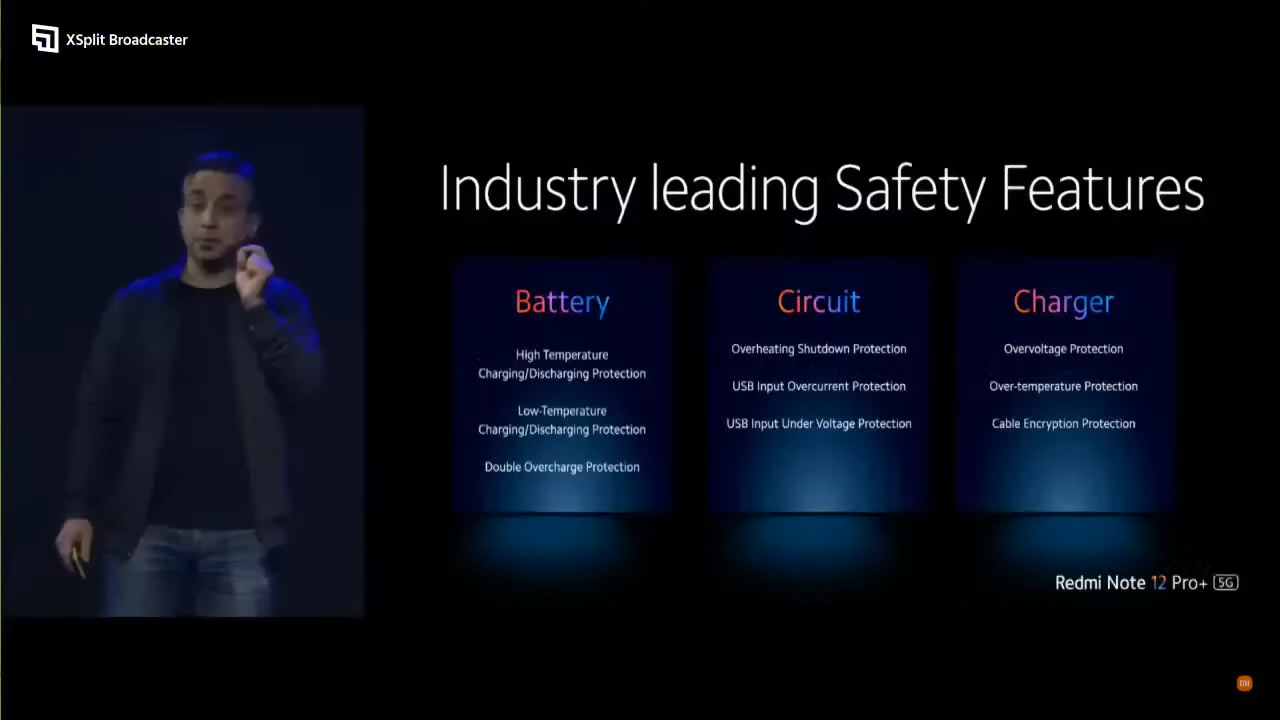 XSplit Broadcaster
Industry leading Safety Features
Battery
High Temperature
Charging/Discharging Protection
Low-Temperature
Charging/Discharging Protection
Double Overcharge Protection
Circuit
Overheating Shutdown Protection
USB Input Overcurrent Protection
USB Input Under Voltage Protection
Charger
Overvoltage Protection
Over-temperature Protection
Cable Encryption Protection
Redmi Note 12 Pro+ 5G
mi